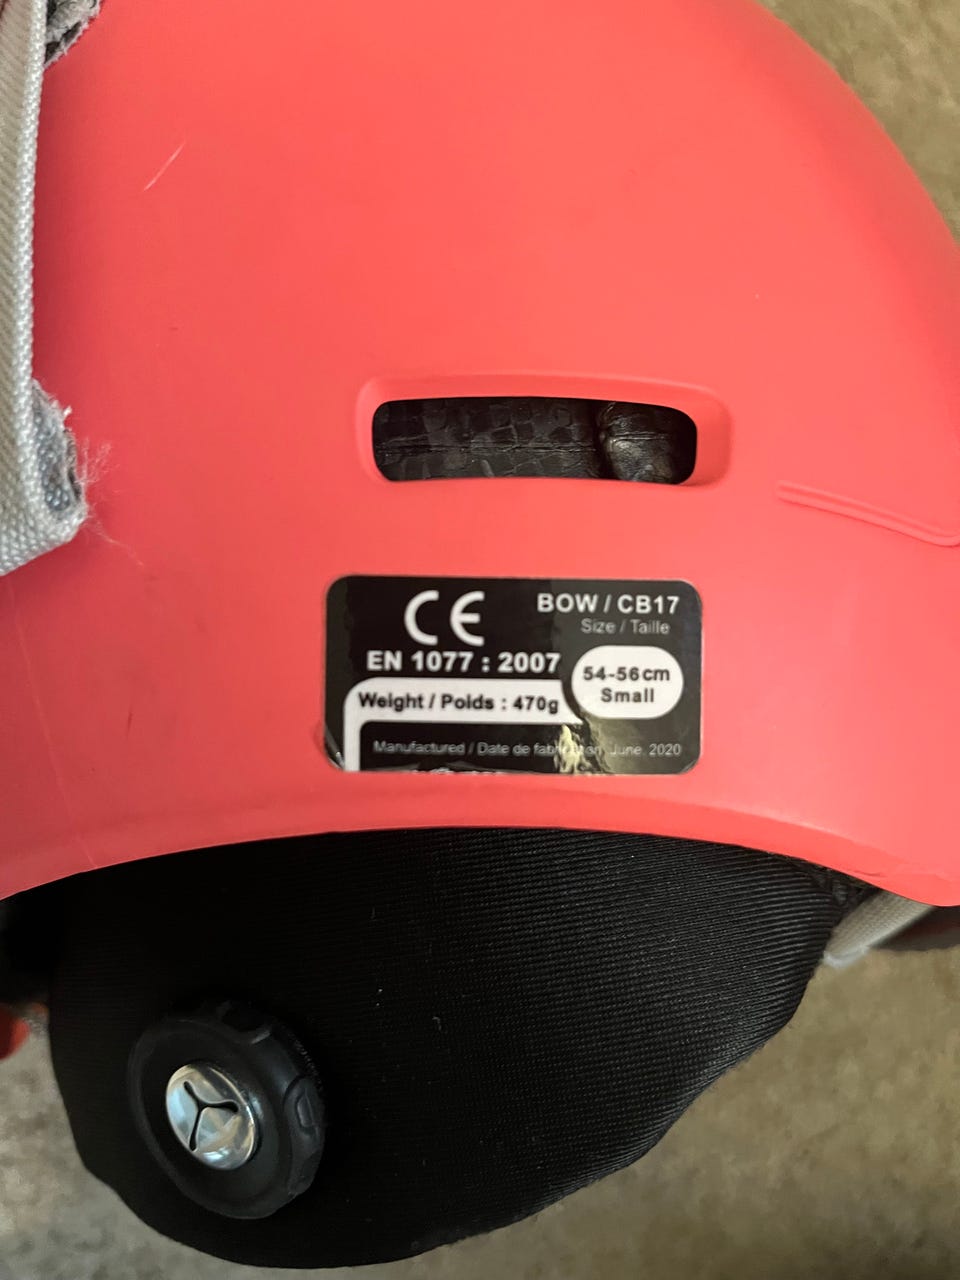 CE
BOW / CB17
Size / Taille
EN 1077 : 2007
54-56cm
Small
Weight / Poids : 470g
Manufactured / Date de fabrication June 2020